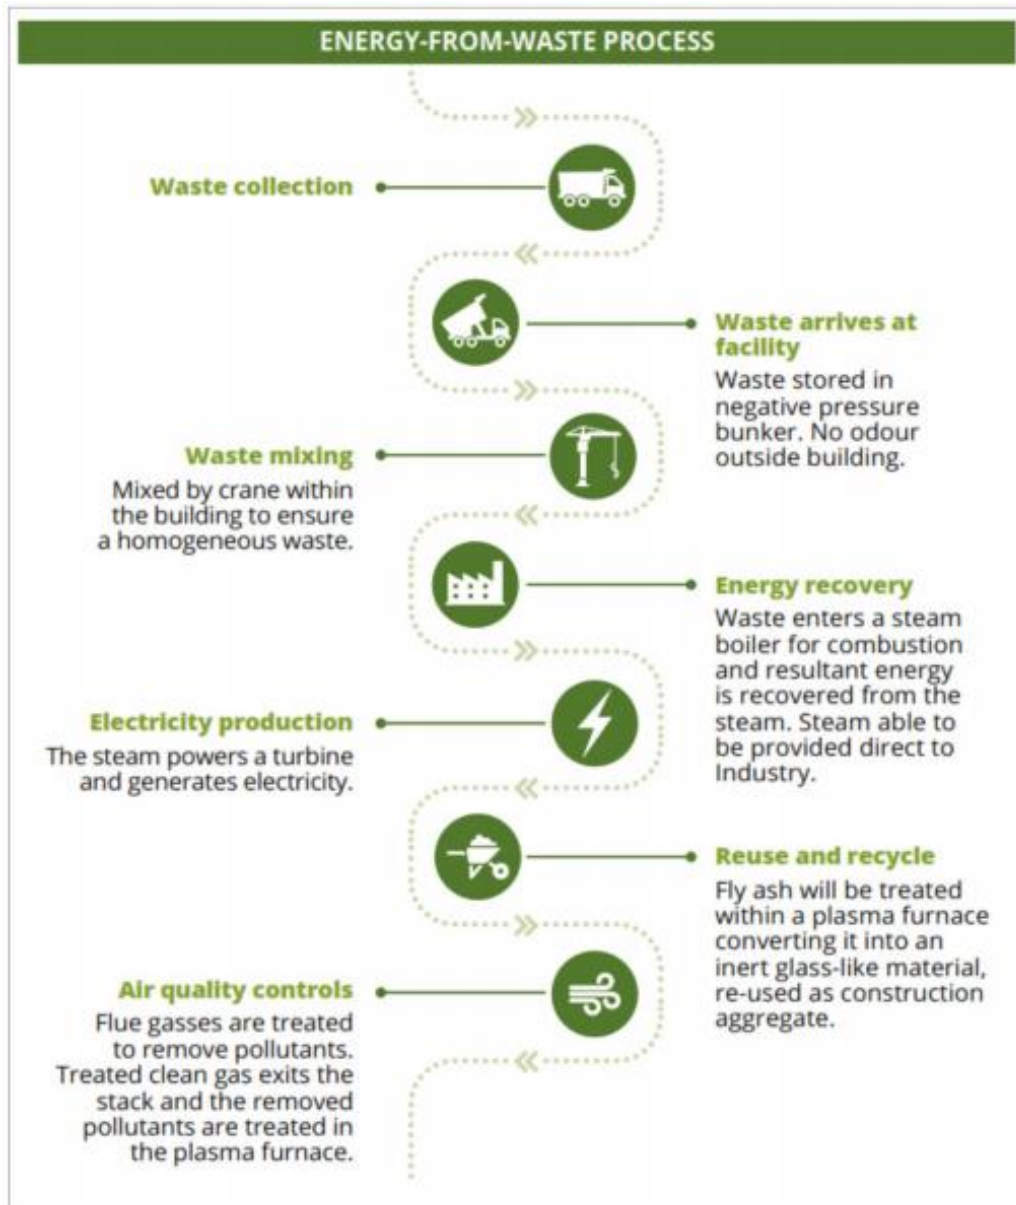 ENERGY-FROM-WASTE PROCESS
Waste collection
Waste arrives at
facility
Waste stored in
negative pressure
bunker. No odour
outside building.
Waste mixing
Mixed by crane within
the building to ensure
a homogeneous waste.
Energy recovery
Waste enters a steam
boiler for combustion
and resultant energy
is recovered from the
steam. Steam able to
be provided direct to
Industry.
Electricity production
The steam powers a turbine
and generates electricity.
Reuse and recycle
Fly ash will be treated
within a plasma furnace
converting it into an
inert glass-like material,
re-used as construction
aggregate.
Air quality controls
Flue gasses are treated
to remove pollutants.
Treated clean gas exits the
stack and the removed
pollutants are treated in
the plasma furnace.